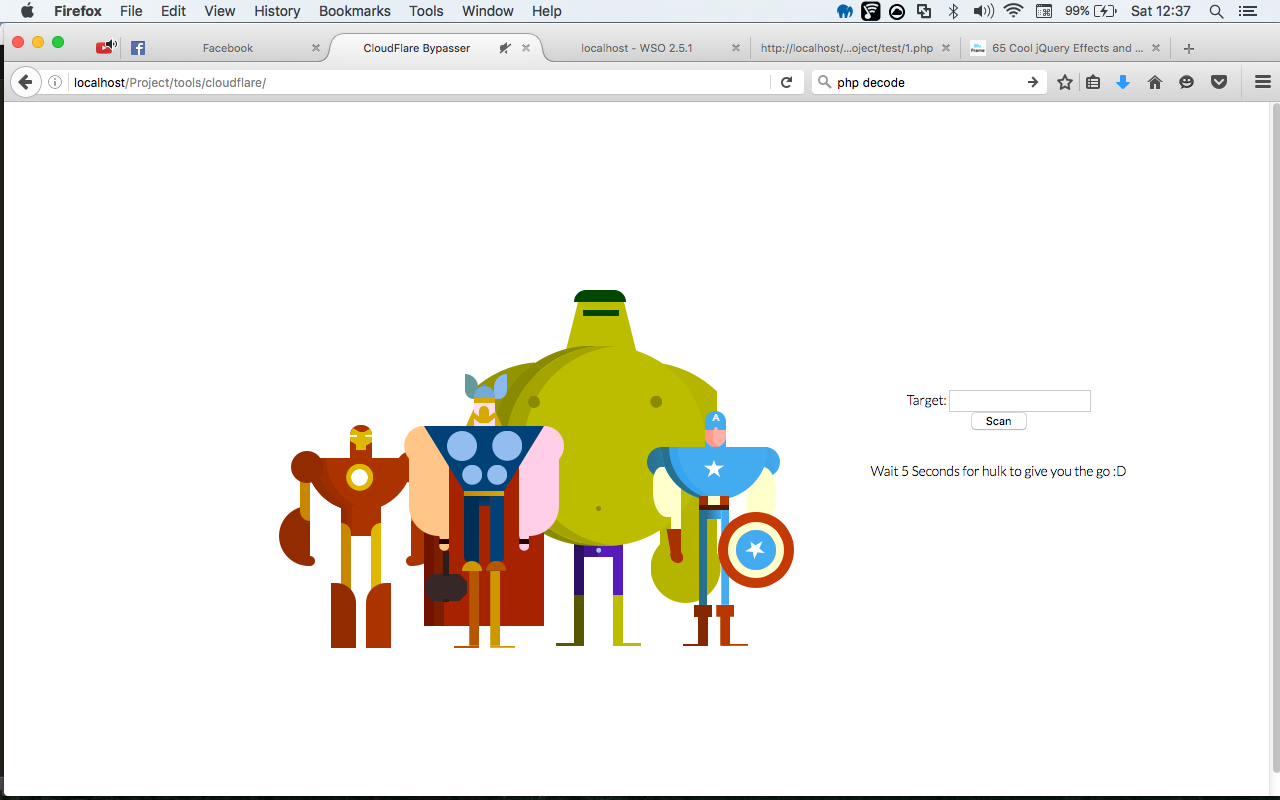 Firefox File Edit View History Bookmarks Tools Window Help 99% Sat 12:37
Facebook CloudFlare Bypasser localhost - WSO 2.5.1 http://localhost/...oject/test/1.php 65 Cool jQuery Effects and ...
localhost/Project/tools/cloudflare/ php decode
A
Target:
Scan
Wait 5 Seconds for hulk to give you the go :D